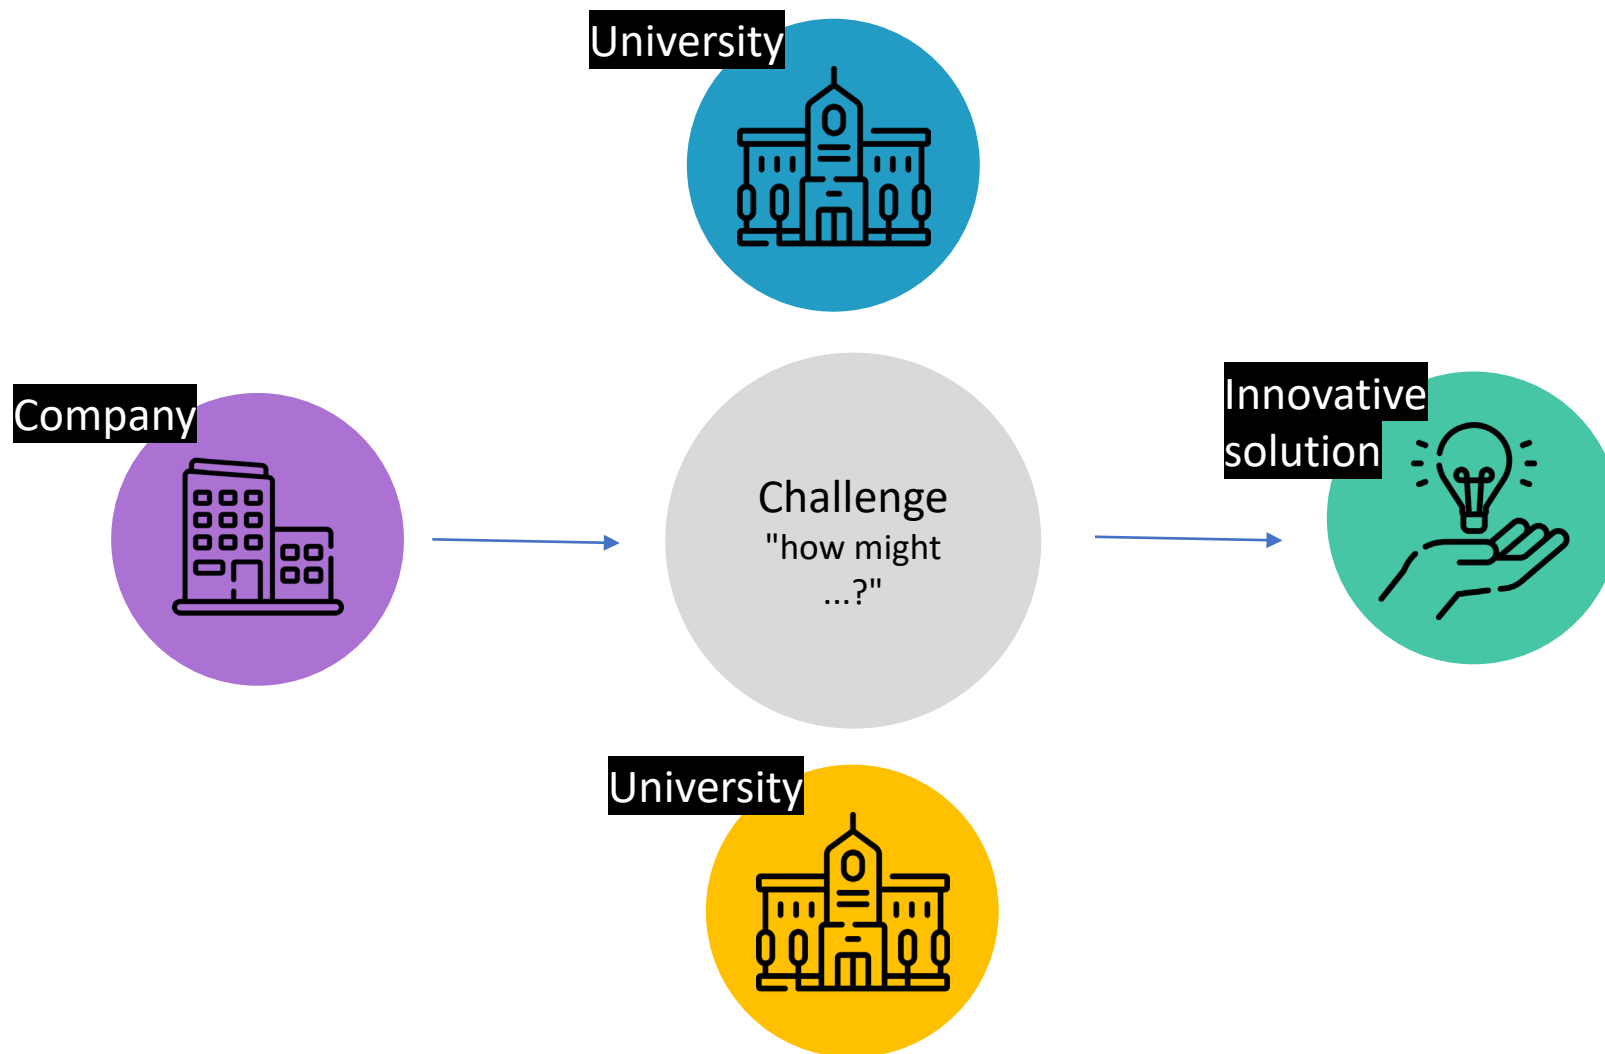 University
Company
Challenge
"how might
...?"
Innovative
solution
University